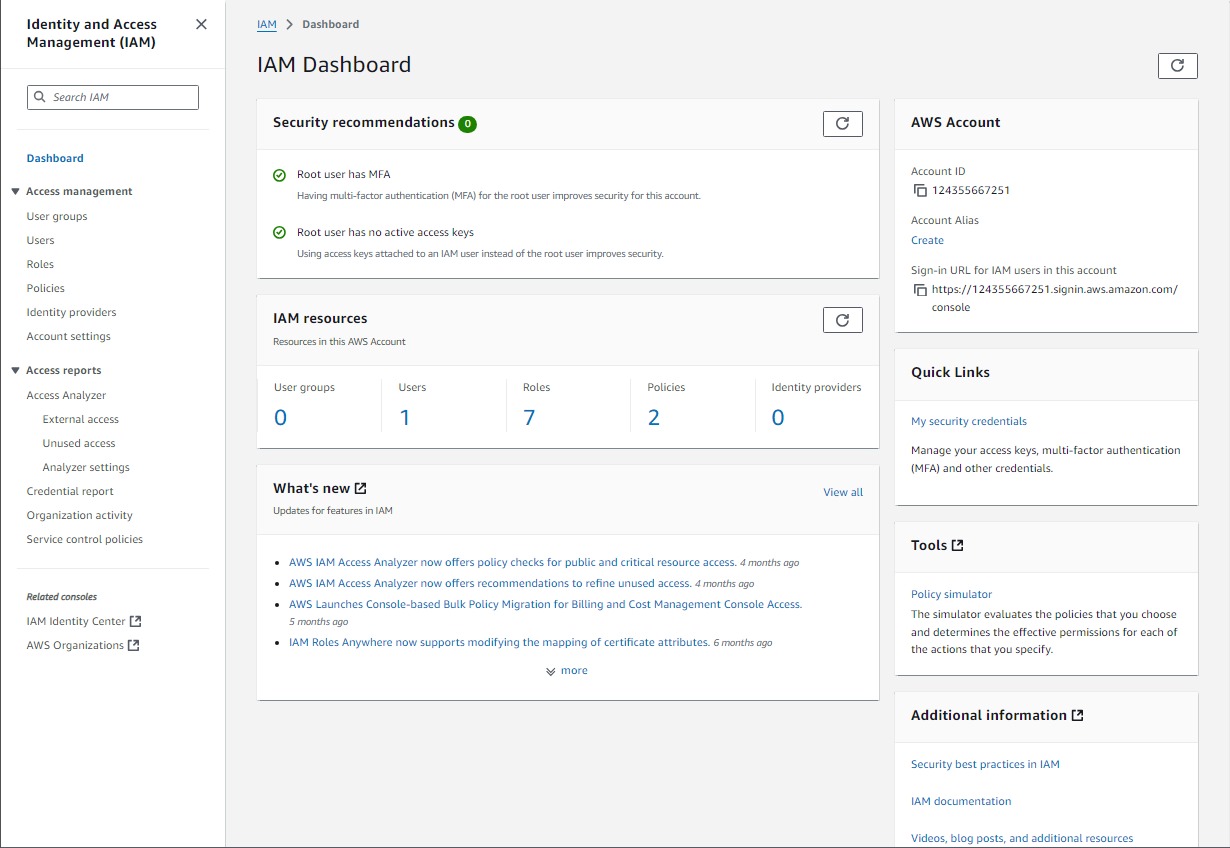 Identity and Access
Management (IAM)
Search IAM
Dashboard
Access management
User groups
Users
Roles
Policies
Identity providers
Account settings
Access reports
Access Analyzer
External access
Unused access
Analyzer settings
Credential report
Organization activity
Service control policies
Related consoles
IAM Identity Center
AWS Organizations
IAM > Dashboard
IAM Dashboard
Security recommendations 0
Root user has MFA
Having multi-factor authentication (MFA) for the root user improves security for this account.
Root user has no active access keys
Using access keys attached to an IAM user instead of the root user improves security.
IAM resources
Resources in this AWS Account
User groups Users Roles Policies Identity providers
0 1 7 2 0
What's new
View all
Updates for features in IAM
AWS IAM Access Analyzer now offers policy checks for public and critical resource access. 4 months ago
AWS IAM Access Analyzer now offers recommendations to refine unused access. 4 months ago
AWS Launches Console-based Bulk Policy Migration for Billing and Cost Management Console Access.
5 months ago
IAM Roles Anywhere now supports modifying the mapping of certificate attributes. 6 months ago
more
AWS Account
Account ID
124355667251
Account Alias
Create
Sign-in URL for IAM users in this account
https://124355667251.signin.aws.amazon.com/
console
Quick Links
My security credentials
Manage your access keys, multi-factor authentication
(MFA) and other credentials.
Tools
Policy simulator
The simulator evaluates the policies that you choose
and determines the effective permissions for each of
the actions that you specify.
Additional information
Security best practices in IAM
IAM documentation
Videos, blog posts, and additional resources